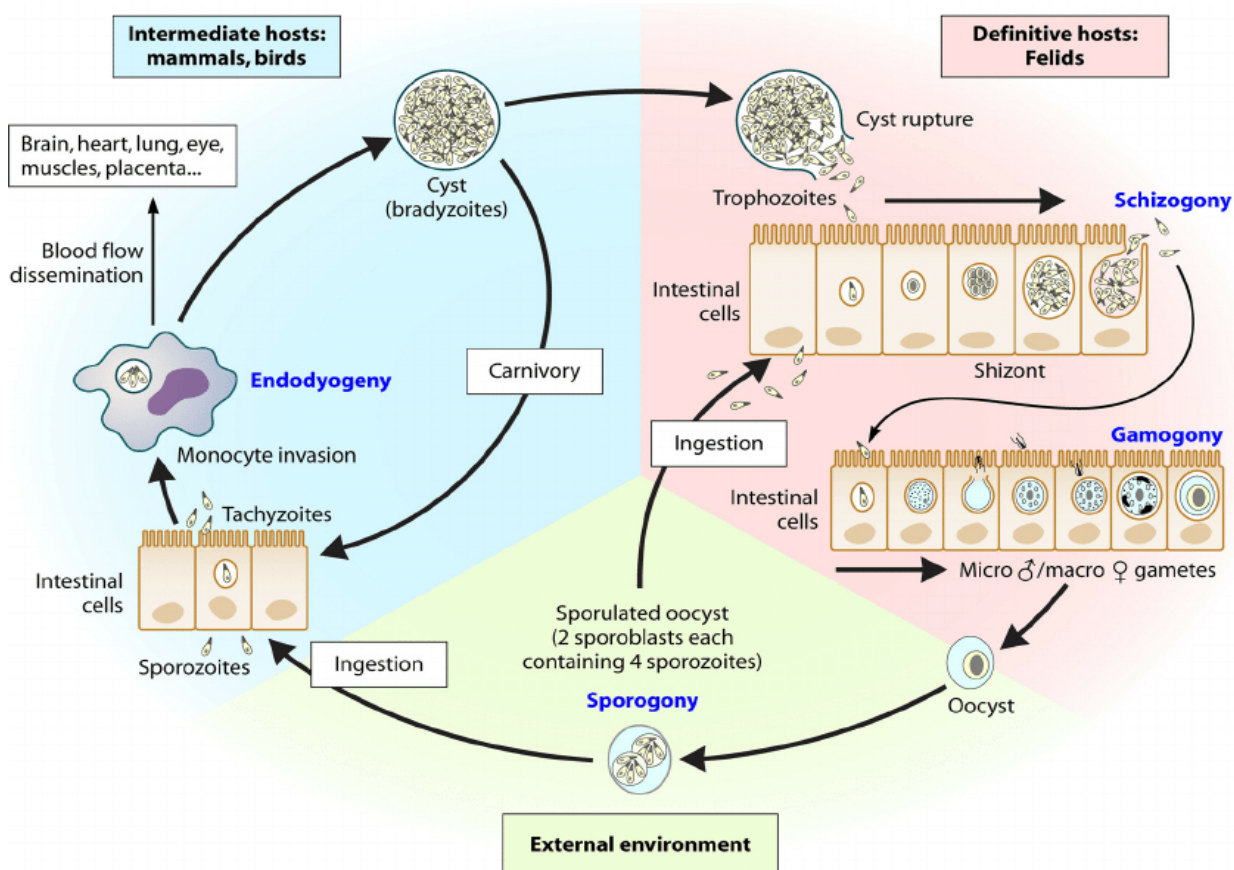 Intermediate hosts:
mammals, birds
Definitive hosts:
Felids
Brain, heart, lung, eye,
muscles, placenta...
Cyst rupture
Cyst
(bradyzoites)
Trophozoites
Schizogony
Blood flow
dissemination
Intestinal
cells
Endodyogeny
Carnivory
Shizont
Ingestion
Gamogony
Monocyte invasion
Tachyzoites
Intestinal
cells
Micro ♂/macro ♀ gametes
Intestinal
cells
Sporulated oocyst
(2 sporoblasts each
containing 4 sporozoites)
Sporozoites
Ingestion
Sporogony
Oocyst
External environment